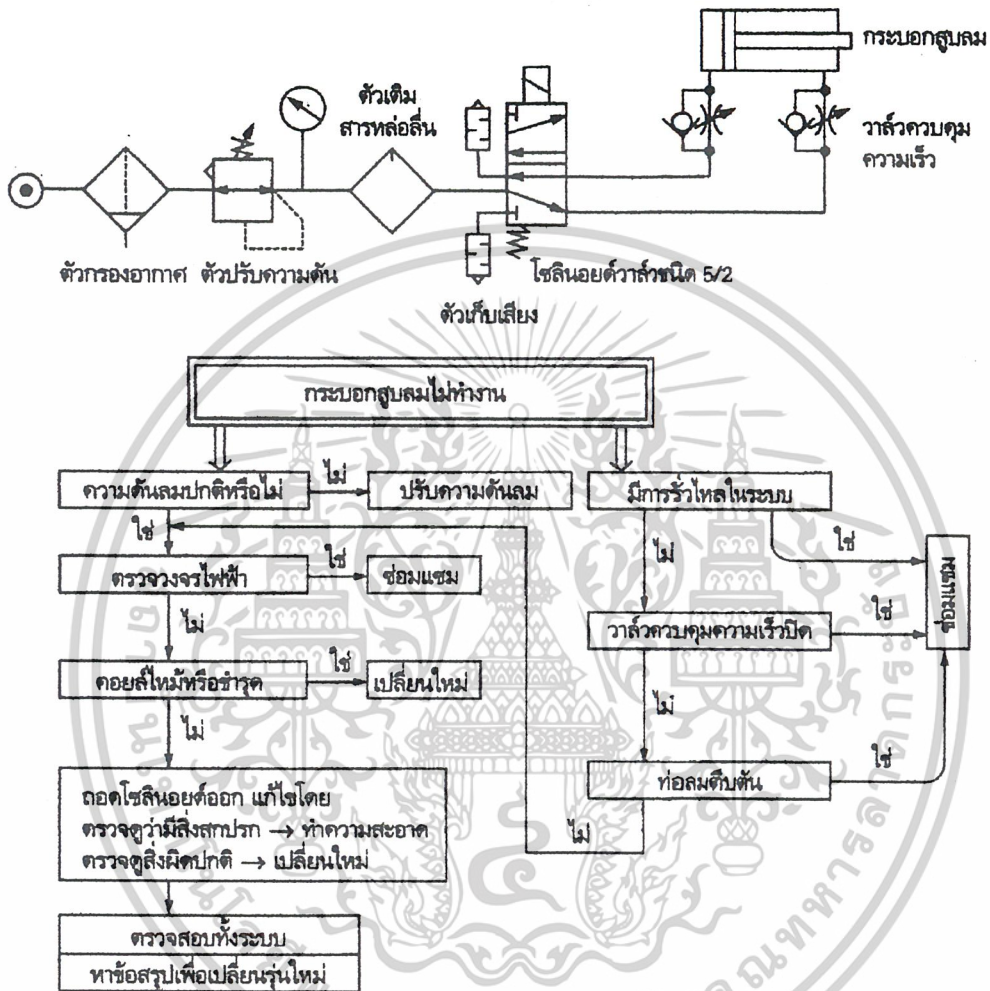 กระบอกสูบลม
ตัวเติม
สารหล่อลื่น
วาล์วควบคุม
ความเร็ว
ตัวกรองอากาศ ตัวปรับความดัน
โซลินอยด์วาล์วชนิด 5/2
ตัวเก็บเสียง
กระบอกสูบลมไม่ทำงาน
ความดันลมปกติหรือไม่
ไม่
ปรับความดันลม
มีการรั่วไหลในระบบ
ใช่
ไม่
ใช่
ตรวจวงจรไฟฟ้า
ใช่
ซ่อมแซม
ซ่อมแซม
ไม่
วาล์วควบคุมความเร็วปิด
ใช่
คอยล์ไหม้หรือชำรุด
ใช่
เปลี่ยนใหม่
ไม่
ไม่
ท่อลมตีบตัน
ใช่
ถอดโซลินอยด์ออก แก้ไขโดย
ตรวจดูว่ามีสิ่งสกปรก → ทำความสะอาด
ตรวจดูสิ่งผิดปกติ → เปลี่ยนใหม่
ไม่
ตรวจสอบทั้งระบบ
หาข้อสรุปเพื่อเปลี่ยนรุ่นใหม่